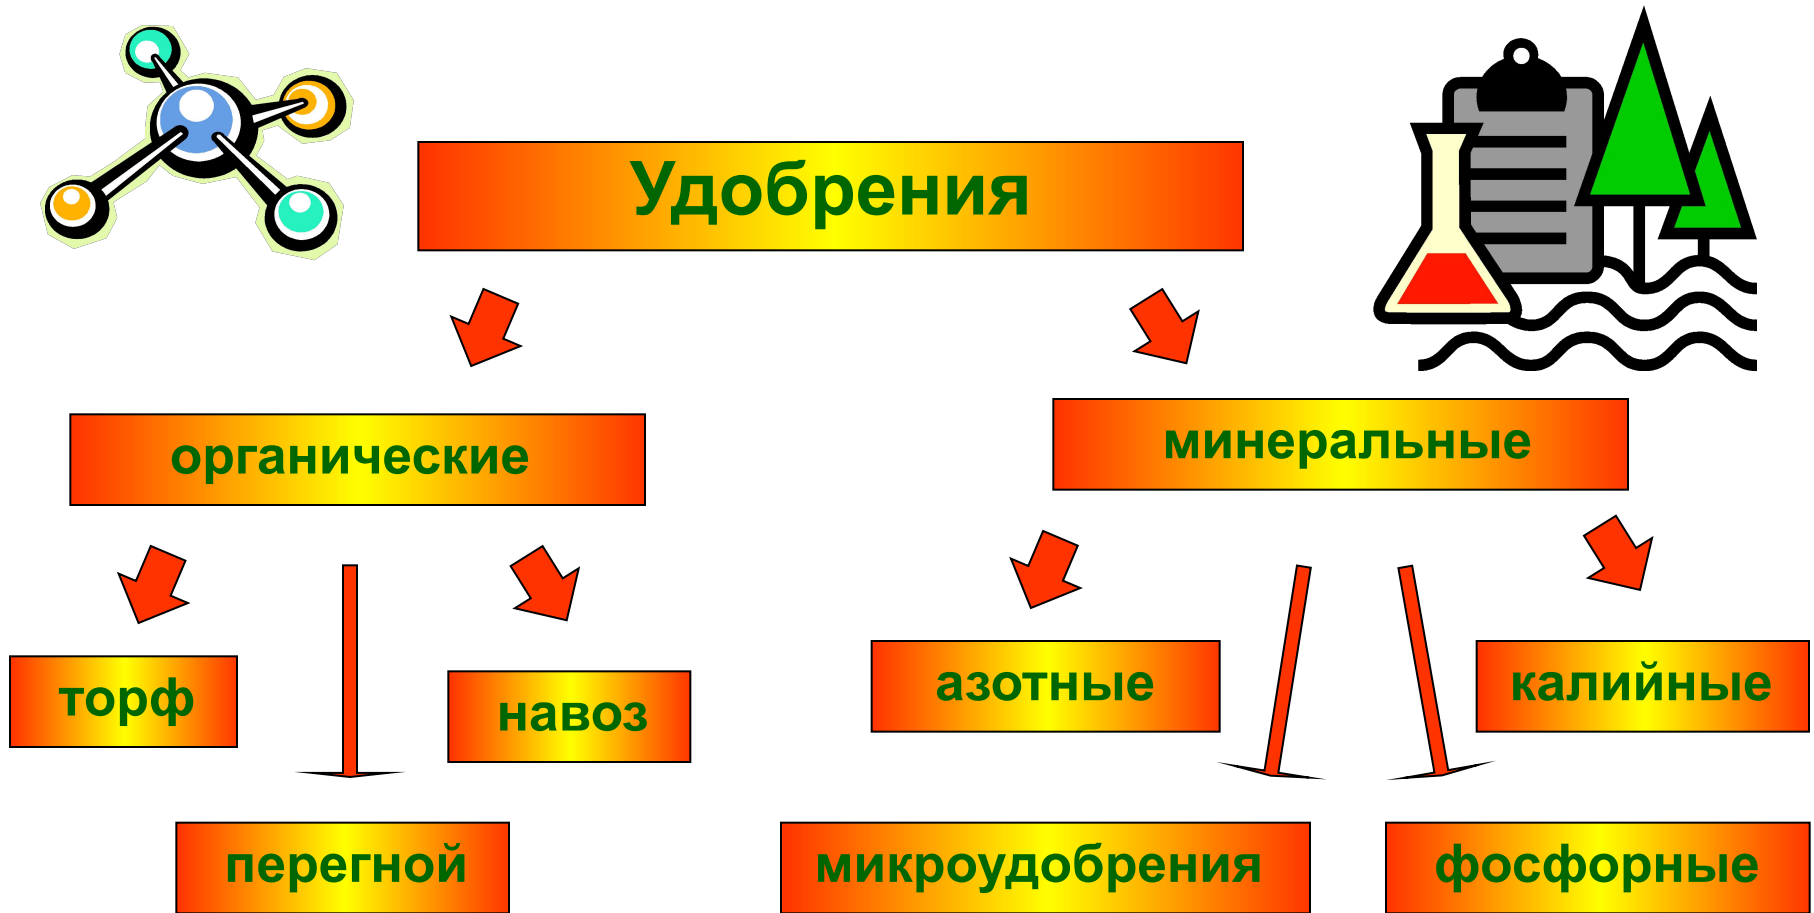 Удобрения
органические
минеральные
торф
навоз
азотные
калийные
перегной
микроудобрения
фосфорные